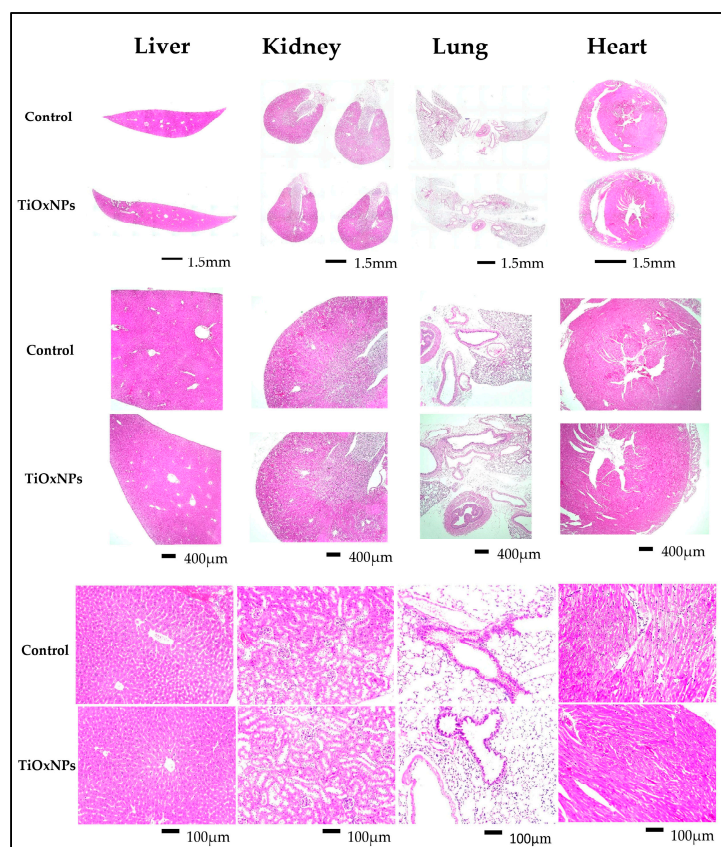 Liver Kidney Lung Heart
Control
TiOxNPs
1.5mm 1.5mm 1.5mm 1.5mm
Control
TiOxNPs
400µm 400µm 400µm 400µm
Control
TiOxNPs
100µm 100µm 100µm 100µm